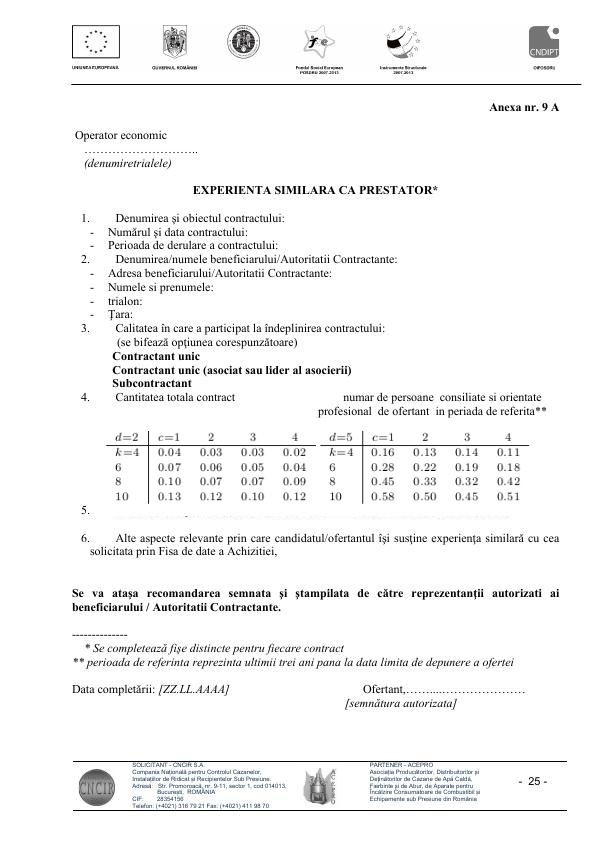 UNIUNEA EUROPEANĂ
GUVERNUL ROMÂNIEI
Fondul Social European
POSDRU 2007-2013
Instrumente Structurale
2007-2013
CNDIPT
OIPOSDRU
Anexa nr. 9 A
Operator economic
………………………..
(denumiretrialele)
EXPERIENTA SIMILARA CA PRESTATOR*
1. Denumirea şi obiectul contractului:
- Numărul şi data contractului:
- Perioada de derulare a contractului:
2. Denumirea/numele beneficiarului/Autoritatii Contractante:
- Adresa beneficiarului/Autoritatii Contractante:
- Numele si prenumele:
- trialon:
- Ţara:
3. Calitatea în care a participat la îndeplinirea contractului:
(se bifează opţiunea corespunzătoare)
Contractant unic
Contractant unic (asociat sau lider al asocierii)
Subcontractant
4. Cantitatea totala contract numar de persoane consiliate si orientate
profesional de ofertant in periada de referita**
d=2 c=1 2 3 4 d=5 c=1 2 3 4
k=4 0.04 0.03 0.03 0.02 k=4 0.16 0.13 0.14 0.11
6 0.07 0.06 0.05 0.04 6 0.28 0.22 0.19 0.18
8 0.10 0.07 0.07 0.09 8 0.45 0.33 0.32 0.42
10 0.13 0.12 0.10 0.12 10 0.58 0.50 0.45 0.51
5.
6. Alte aspecte relevante prin care candidatul/ofertantul îşi susţine experienţa similară cu cea
solicitata prin Fisa de date a Achizitiei,
Se va ataşa recomandarea semnata şi ştampilata de către reprezentanţii autorizati ai
beneficiarului / Autoritatii Contractante.
--------------
* Se completează fişe distincte pentru fiecare contract
** perioada de referinta reprezinta ultimii trei ani pana la data limita de depunere a ofertei
Data completării: [ZZ.LL.AAAA] Ofertant,……...…………………
[semnătura autorizata]
SOLICITANT - CNCIR S.A.
Compania Naţională pentru Controlul Cazanelor,
Instalaţiilor de Ridicat şi Recipientelor Sub Presiune.
Adresă: Str. Promoroacă, nr. 9-11, sector 1, cod 014013,
Bucureşti, ROMÂNIA
CIF: 28354156
Telefon: (+4021) 316 79 21 Fax: (+4021) 411 98 70
CNCIR
PARTENER - ACEPRO
Asociaţia Producătorilor, Distribuitorilor şi
Deţinătorilor de Cazane de Apă Caldă,
Fierbinte şi de Abur, de Aparate pentru
Încălzire Consumatoare de Combustibil şi
Echipamente sub Presiune din România
- 25 -